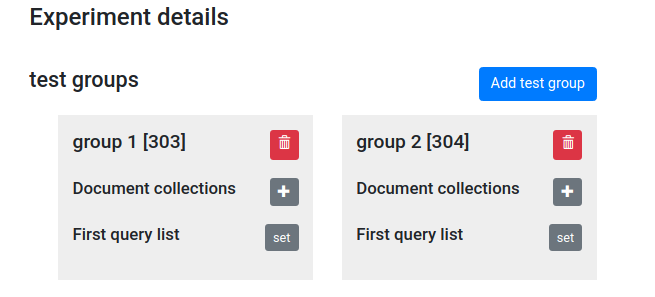 Experiment details
test groups
Add test group
group 1 [303]
Document collections
First query list
set
group 2 [304]
Document collections
First query list
set